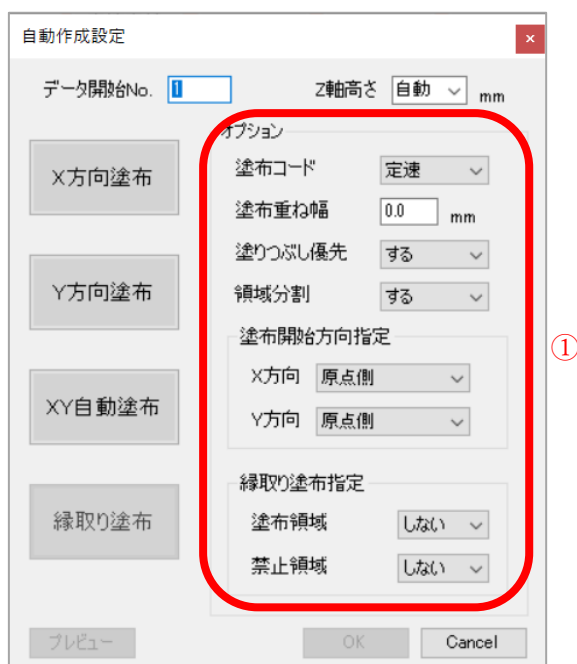 自動作成設定
×
データ開始No. 1 Z軸高さ 自動 mm
オプション
X方向塗布
塗布コード 定速
塗布重ね幅 0.0 mm
塗りつぶし優先 する
Y方向塗布
領域分割 する
塗布開始方向指定
X方向 原点側
XY自動塗布
Y方向 原点側
縁取り塗布指定
縁取り塗布
塗布領域 しない
禁止領域 しない
プレビュー OK Cancel
①